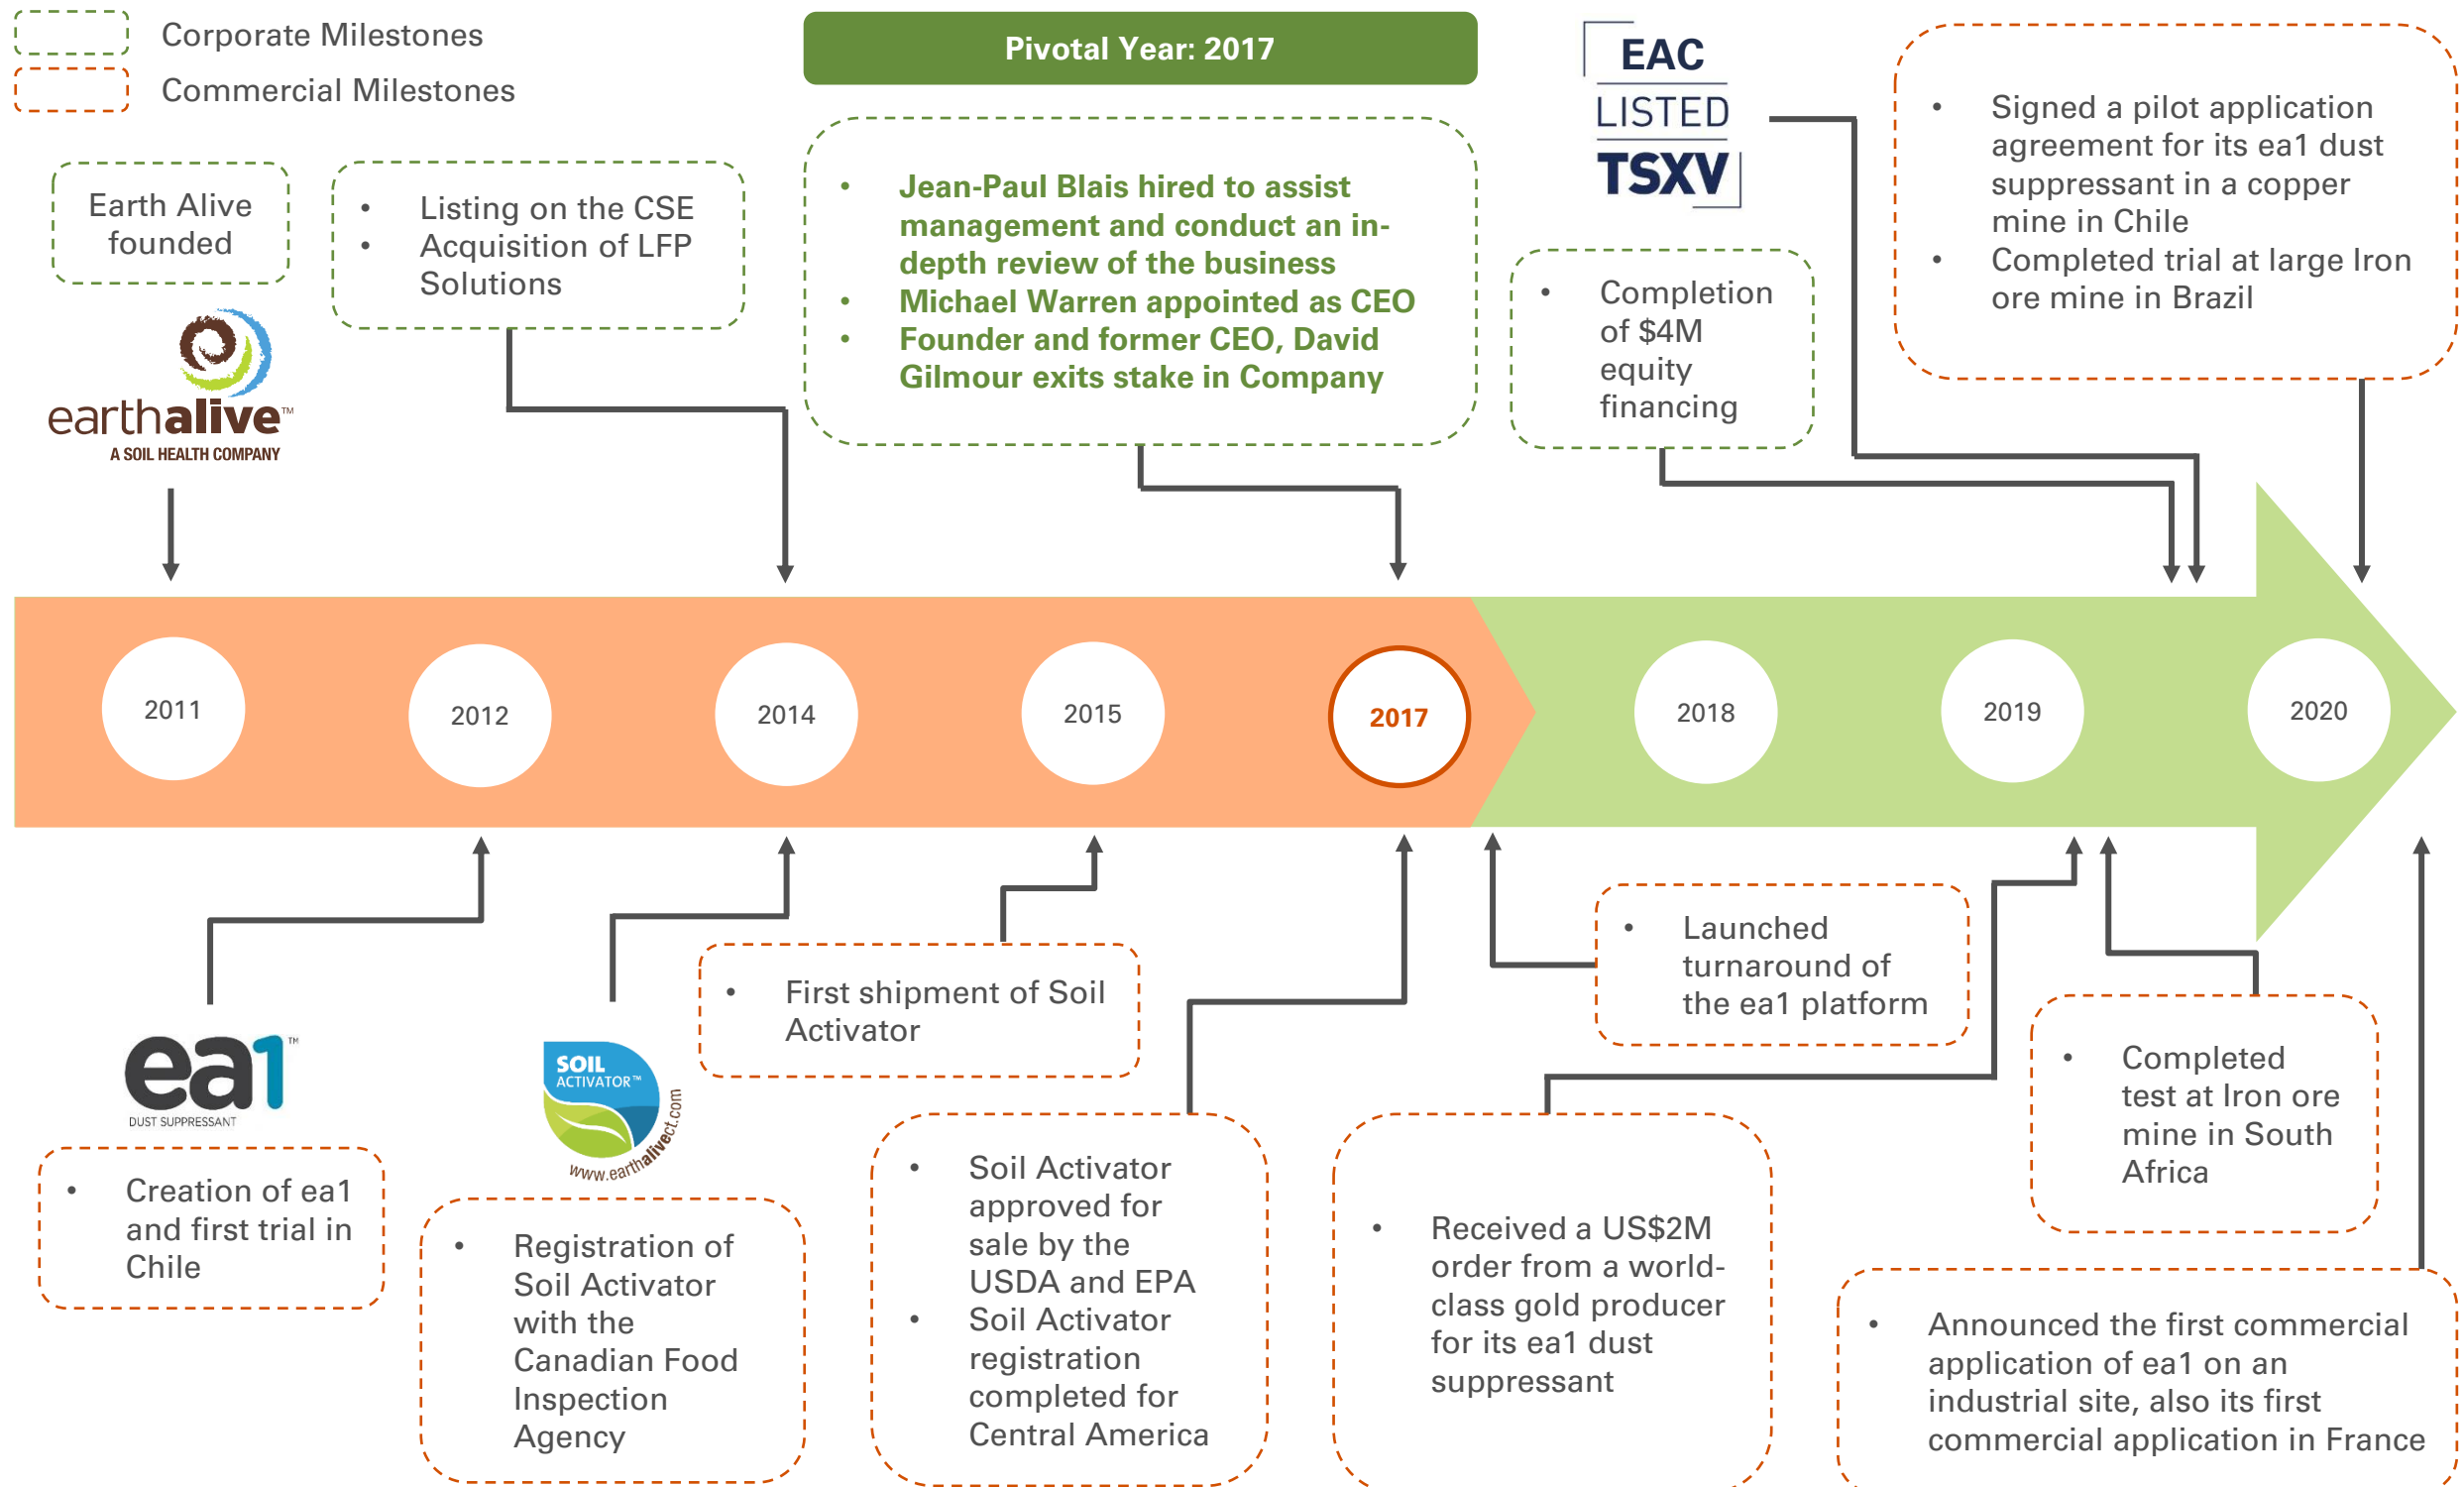 Corporate Milestones
Commercial Milestones
Pivotal Year: 2017
Earth Alive
founded
earthalive™
A SOIL HEALTH COMPANY
• Listing on the CSE
• Acquisition of LFP
Solutions
• Jean-Paul Blais hired to assist
management and conduct an in-
depth review of the business
• Michael Warren appointed as CEO
• Founder and former CEO, David
Gilmour exits stake in Company
EAC
LISTED
TSXV
• Completion
of $4M
equity
financing
• Signed a pilot application
agreement for its ea1 dust
suppressant in a copper
mine in Chile
• Completed trial at large Iron
ore mine in Brazil
2011
2012
2014
2015
2017
2018
2019
2020
ea1™
DUST SUPPRESSANT
• Creation of ea1
and first trial in
Chile
SOIL
ACTIVATOR™
www.earthalivect.com
• Registration of
Soil Activator
with the
Canadian Food
Inspection
Agency
• First shipment of Soil
Activator
• Soil Activator
approved for
sale by the
USDA and EPA
• Soil Activator
registration
completed for
Central America
• Launched
turnaround of
the ea1 platform
• Received a US$2M
order from a world-
class gold producer
for its ea1 dust
suppressant
• Completed
test at Iron ore
mine in South
Africa
• Announced the first commercial
application of ea1 on an
industrial site, also its first
commercial application in France